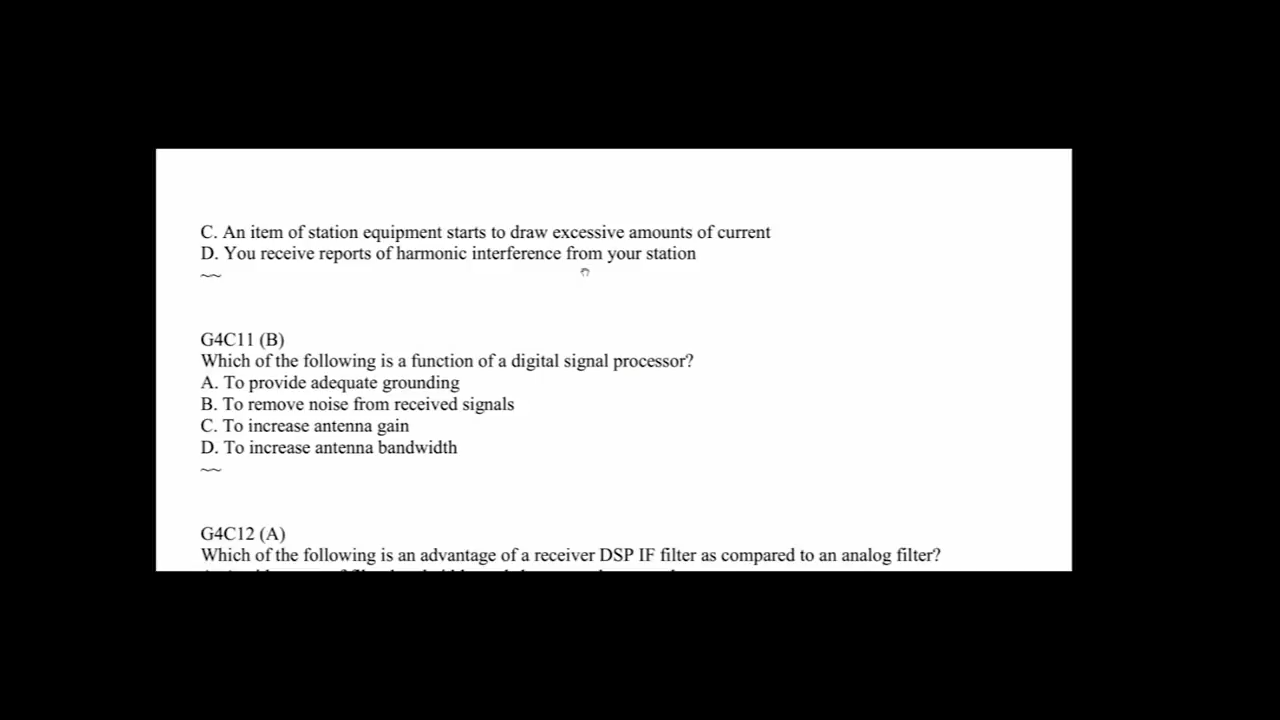 C. An item of station equipment starts to draw excessive amounts of current
D. You receive reports of harmonic interference from your station
~~
G4C11 (B)
Which of the following is a function of a digital signal processor?
A. To provide adequate grounding
B. To remove noise from received signals
C. To increase antenna gain
D. To increase antenna bandwidth
~~
G4C12 (A)
Which of the following is an advantage of a receiver DSP IF filter as compared to an analog filter?